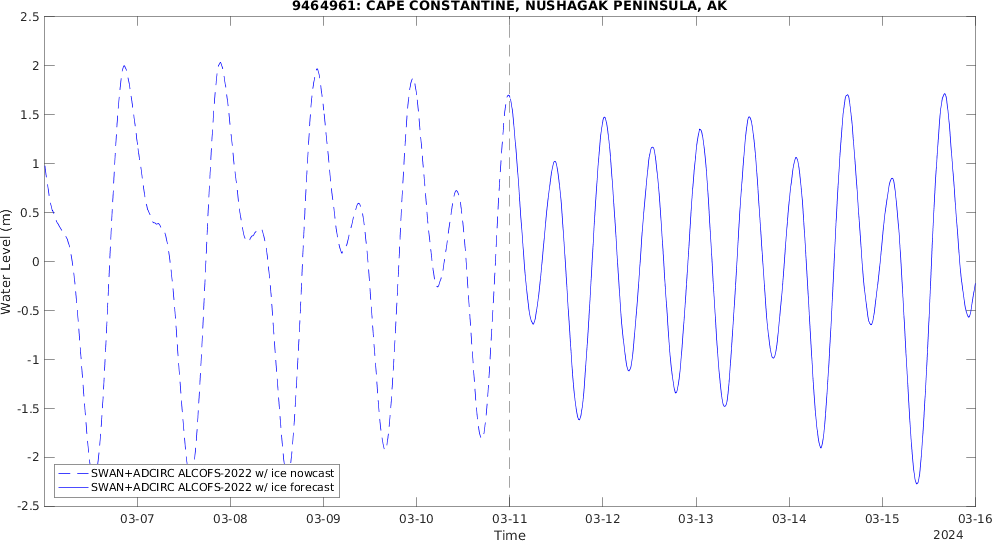 9464961: CAPE CONSTANTINE, NUSHAGAK PENINSULA, AK
Water Level (m)
2.5
2
1.5
1
0.5
0
-0.5
-1
-1.5
-2
-2.5
SWAN+ADCIRC ALCOFS-2022 w/ ice nowcast
SWAN+ADCIRC ALCOFS-2022 w/ ice forecast
03-07 03-08 03-09 03-10 03-11 03-12 03-13 03-14 03-15 03-16
Time
2024